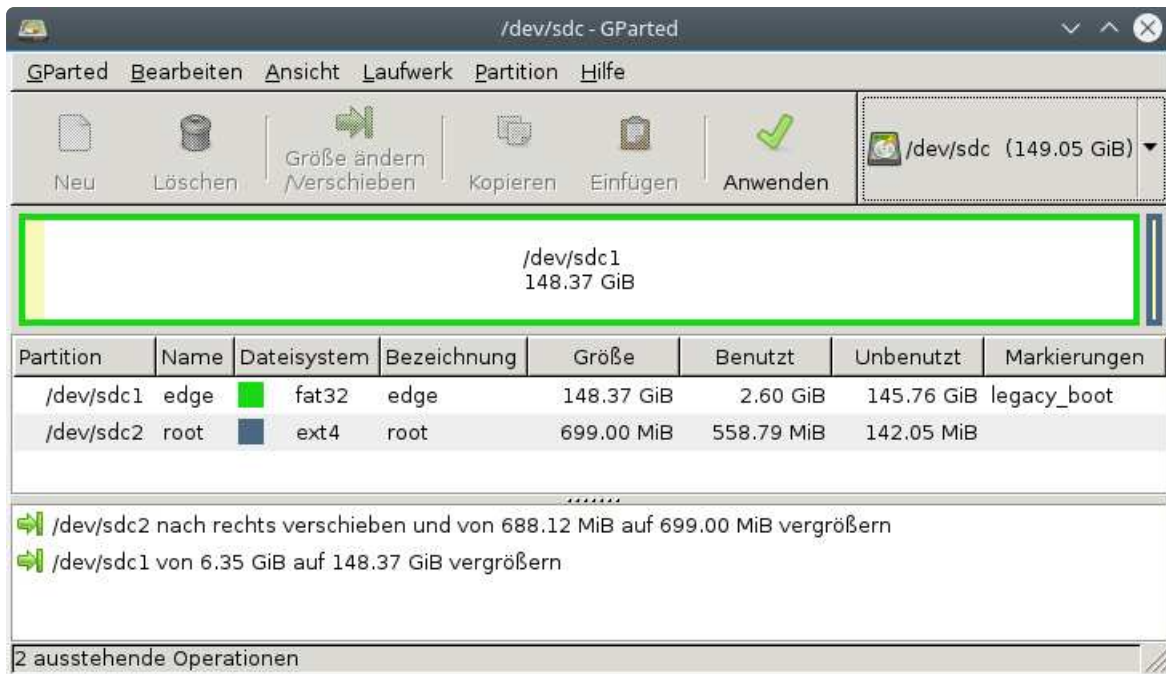 /dev/sdc - GParted
GParted Bearbeiten Ansicht Laufwerk Partition Hilfe
Neu
Löschen
Größe ändern
/Verschieben
Kopieren
Einfügen
Anwenden
/dev/sdc (149.05 GiB)
/dev/sdc1
148.37 GiB
Partition Name Dateisystem Bezeichnung Größe Benutzt Unbenutzt Markierungen
/dev/sdc1 edge fat32 edge 148.37 GiB 2.60 GiB 145.76 GiB legacy_boot
/dev/sdc2 root ext4 root 699.00 MiB 558.79 MiB 142.05 MiB
/dev/sdc2 nach rechts verschieben und von 688.12 MiB auf 699.00 MiB vergrößern
/dev/sdc1 von 6.35 GiB auf 148.37 GiB vergrößern
2 ausstehende Operationen